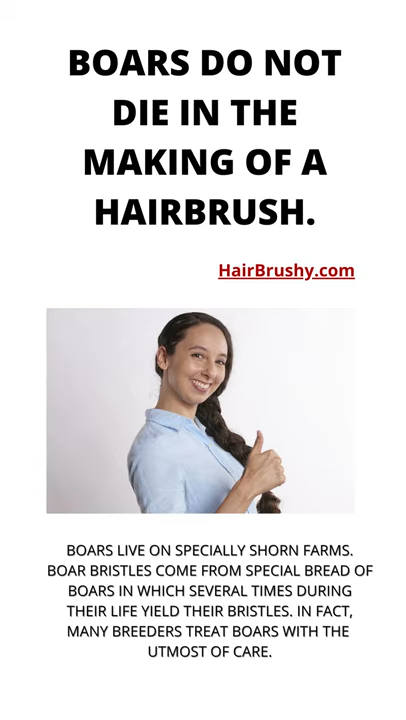 BOARS DO NOT
DIE IN THE
MAKING OF A
HAIRBRUSH.
HairBrushy.com
BOARS LIVE ON SPECIALLY SHORN FARMS.
BOAR BRISTLES COME FROM SPECIAL BREAD OF
BOARS IN WHICH SEVERAL TIMES DURING
THEIR LIFE YIELD THEIR BRISTLES. IN FACT,
MANY BREEDERS TREAT BOARS WITH THE
UTMOST OF CARE.